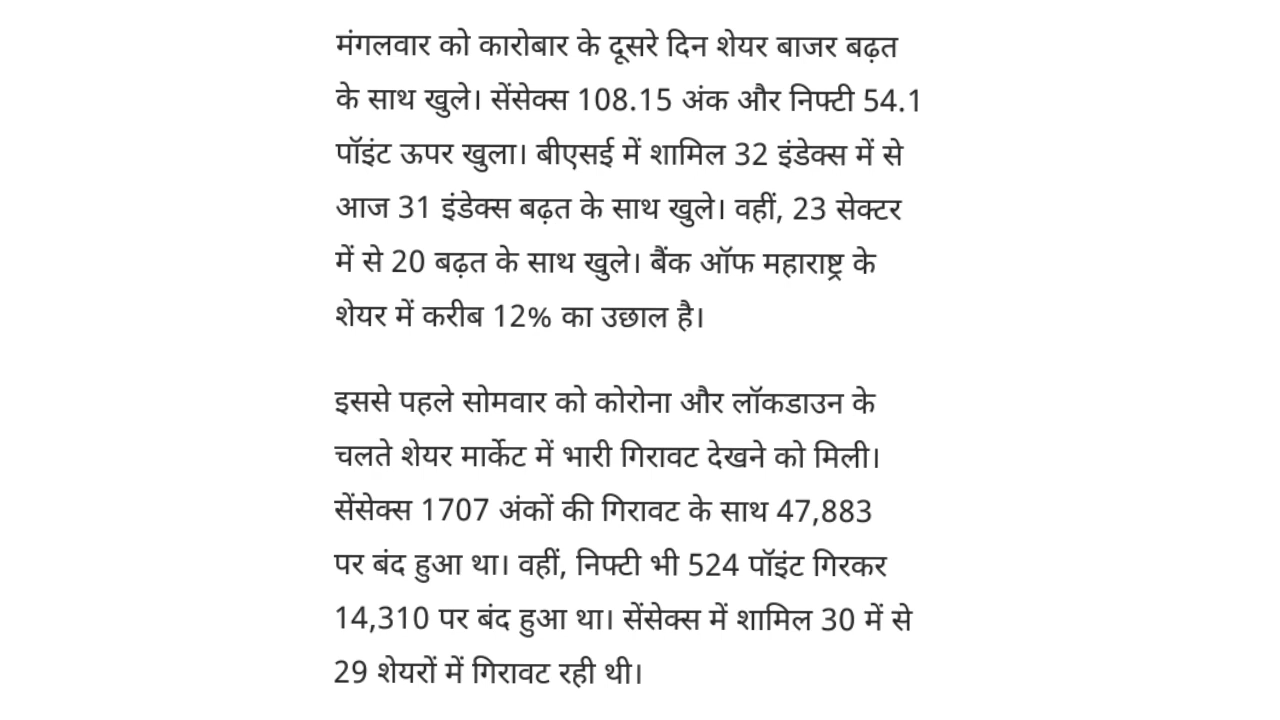 मंगलवार को कारोबार के दूसरे दिन शेयर बाजर बढ़त
के साथ खुले। सेंसेक्स 108.15 अंक और निफ्टी 54.1
पॉइंट ऊपर खुला। बीएसई में शामिल 32 इंडेक्स में से
आज 31 इंडेक्स बढ़त के साथ खुले। वहीं, 23 सेक्टर
में से 20 बढ़त के साथ खुले। बैंक ऑफ महाराष्ट्र के
शेयर में करीब 12% का उछाल है।
इससे पहले सोमवार को कोरोना और लॉकडाउन के
चलते शेयर मार्केट में भारी गिरावट देखने को मिली।
सेंसेक्स 1707 अंकों की गिरावट के साथ 47,883
पर बंद हुआ था। वहीं, निफ्टी भी 524 पॉइंट गिरकर
14,310 पर बंद हुआ था। सेंसेक्स में शामिल 30 में से
29 शेयरों में गिरावट रही थी।